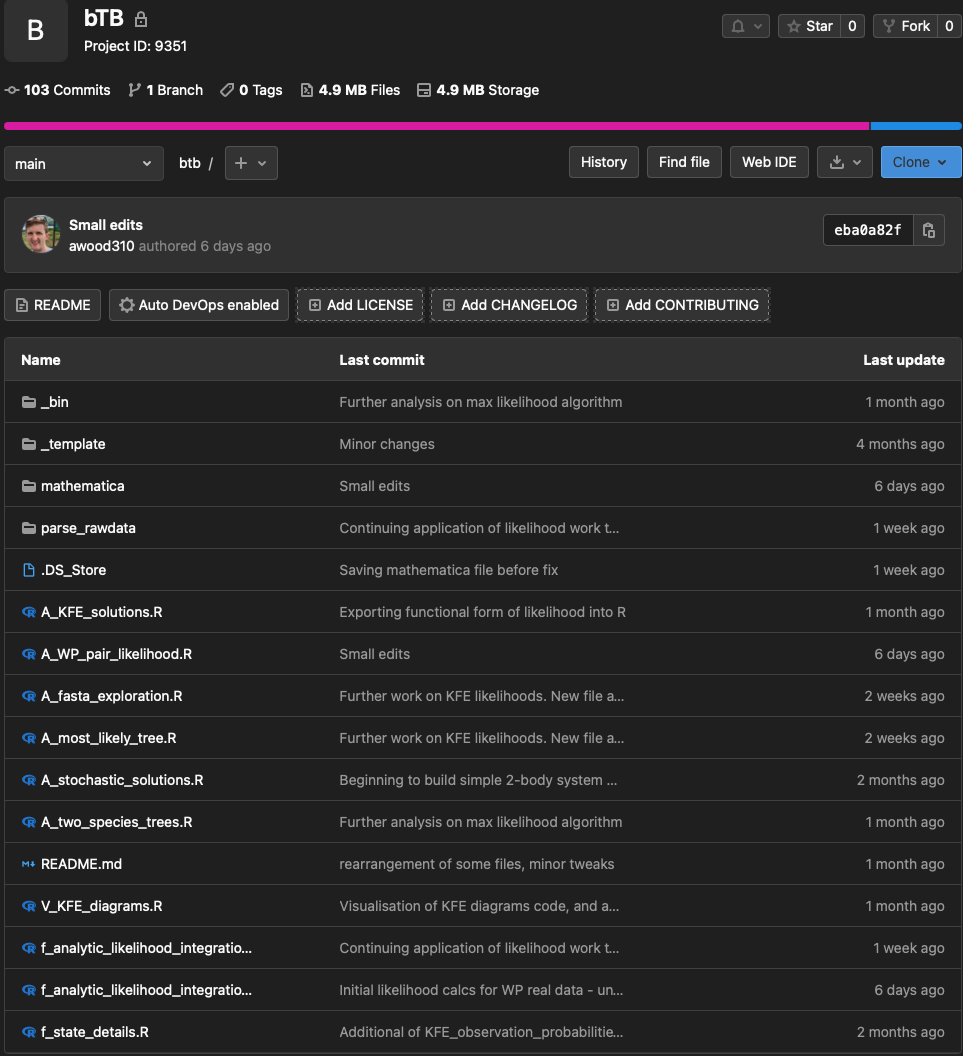 B
bTB
Project ID: 9351
Star 0
Fork 0
103 Commits 1 Branch 0 Tags 4.9 MB Files 4.9 MB Storage
main btb / + History Find file Web IDE Clone
Small edits
awood310 authored 6 days ago
eba0a82f
README Auto DevOps enabled Add LICENSE Add CHANGELOG Add CONTRIBUTING
Name Last commit Last update
_bin Further analysis on max likelihood algorithm 1 month ago
_template Minor changes 4 months ago
mathematica Small edits 6 days ago
parse_rawdata Continuing application of likelihood work t... 1 week ago
.DS_Store Saving mathematica file before fix 1 week ago
A_KFE_solutions.R Exporting functional form of likelihood into R 1 month ago
A_WP_pair_likelihood.R Small edits 6 days ago
A_fasta_exploration.R Further work on KFE likelihoods. New file a... 2 weeks ago
A_most_likely_tree.R Further work on KFE likelihoods. New file a... 2 weeks ago
A_stochastic_solutions.R Beginning to build simple 2-body system ... 2 months ago
A_two_species_trees.R Further analysis on max likelihood algorithm 1 month ago
README.md rearrangement of some files, minor tweaks 1 month ago
V_KFE_diagrams.R Visualisation of KFE diagrams code, and a... 1 month ago
f_analytic_likelihood_integratio... Continuing application of likelihood work t... 1 week ago
f_analytic_likelihood_integratio... Initial likelihood calcs for WP real data - un... 6 days ago
f_state_details.R Additional of KFE_observation_probabilitie... 2 months ago